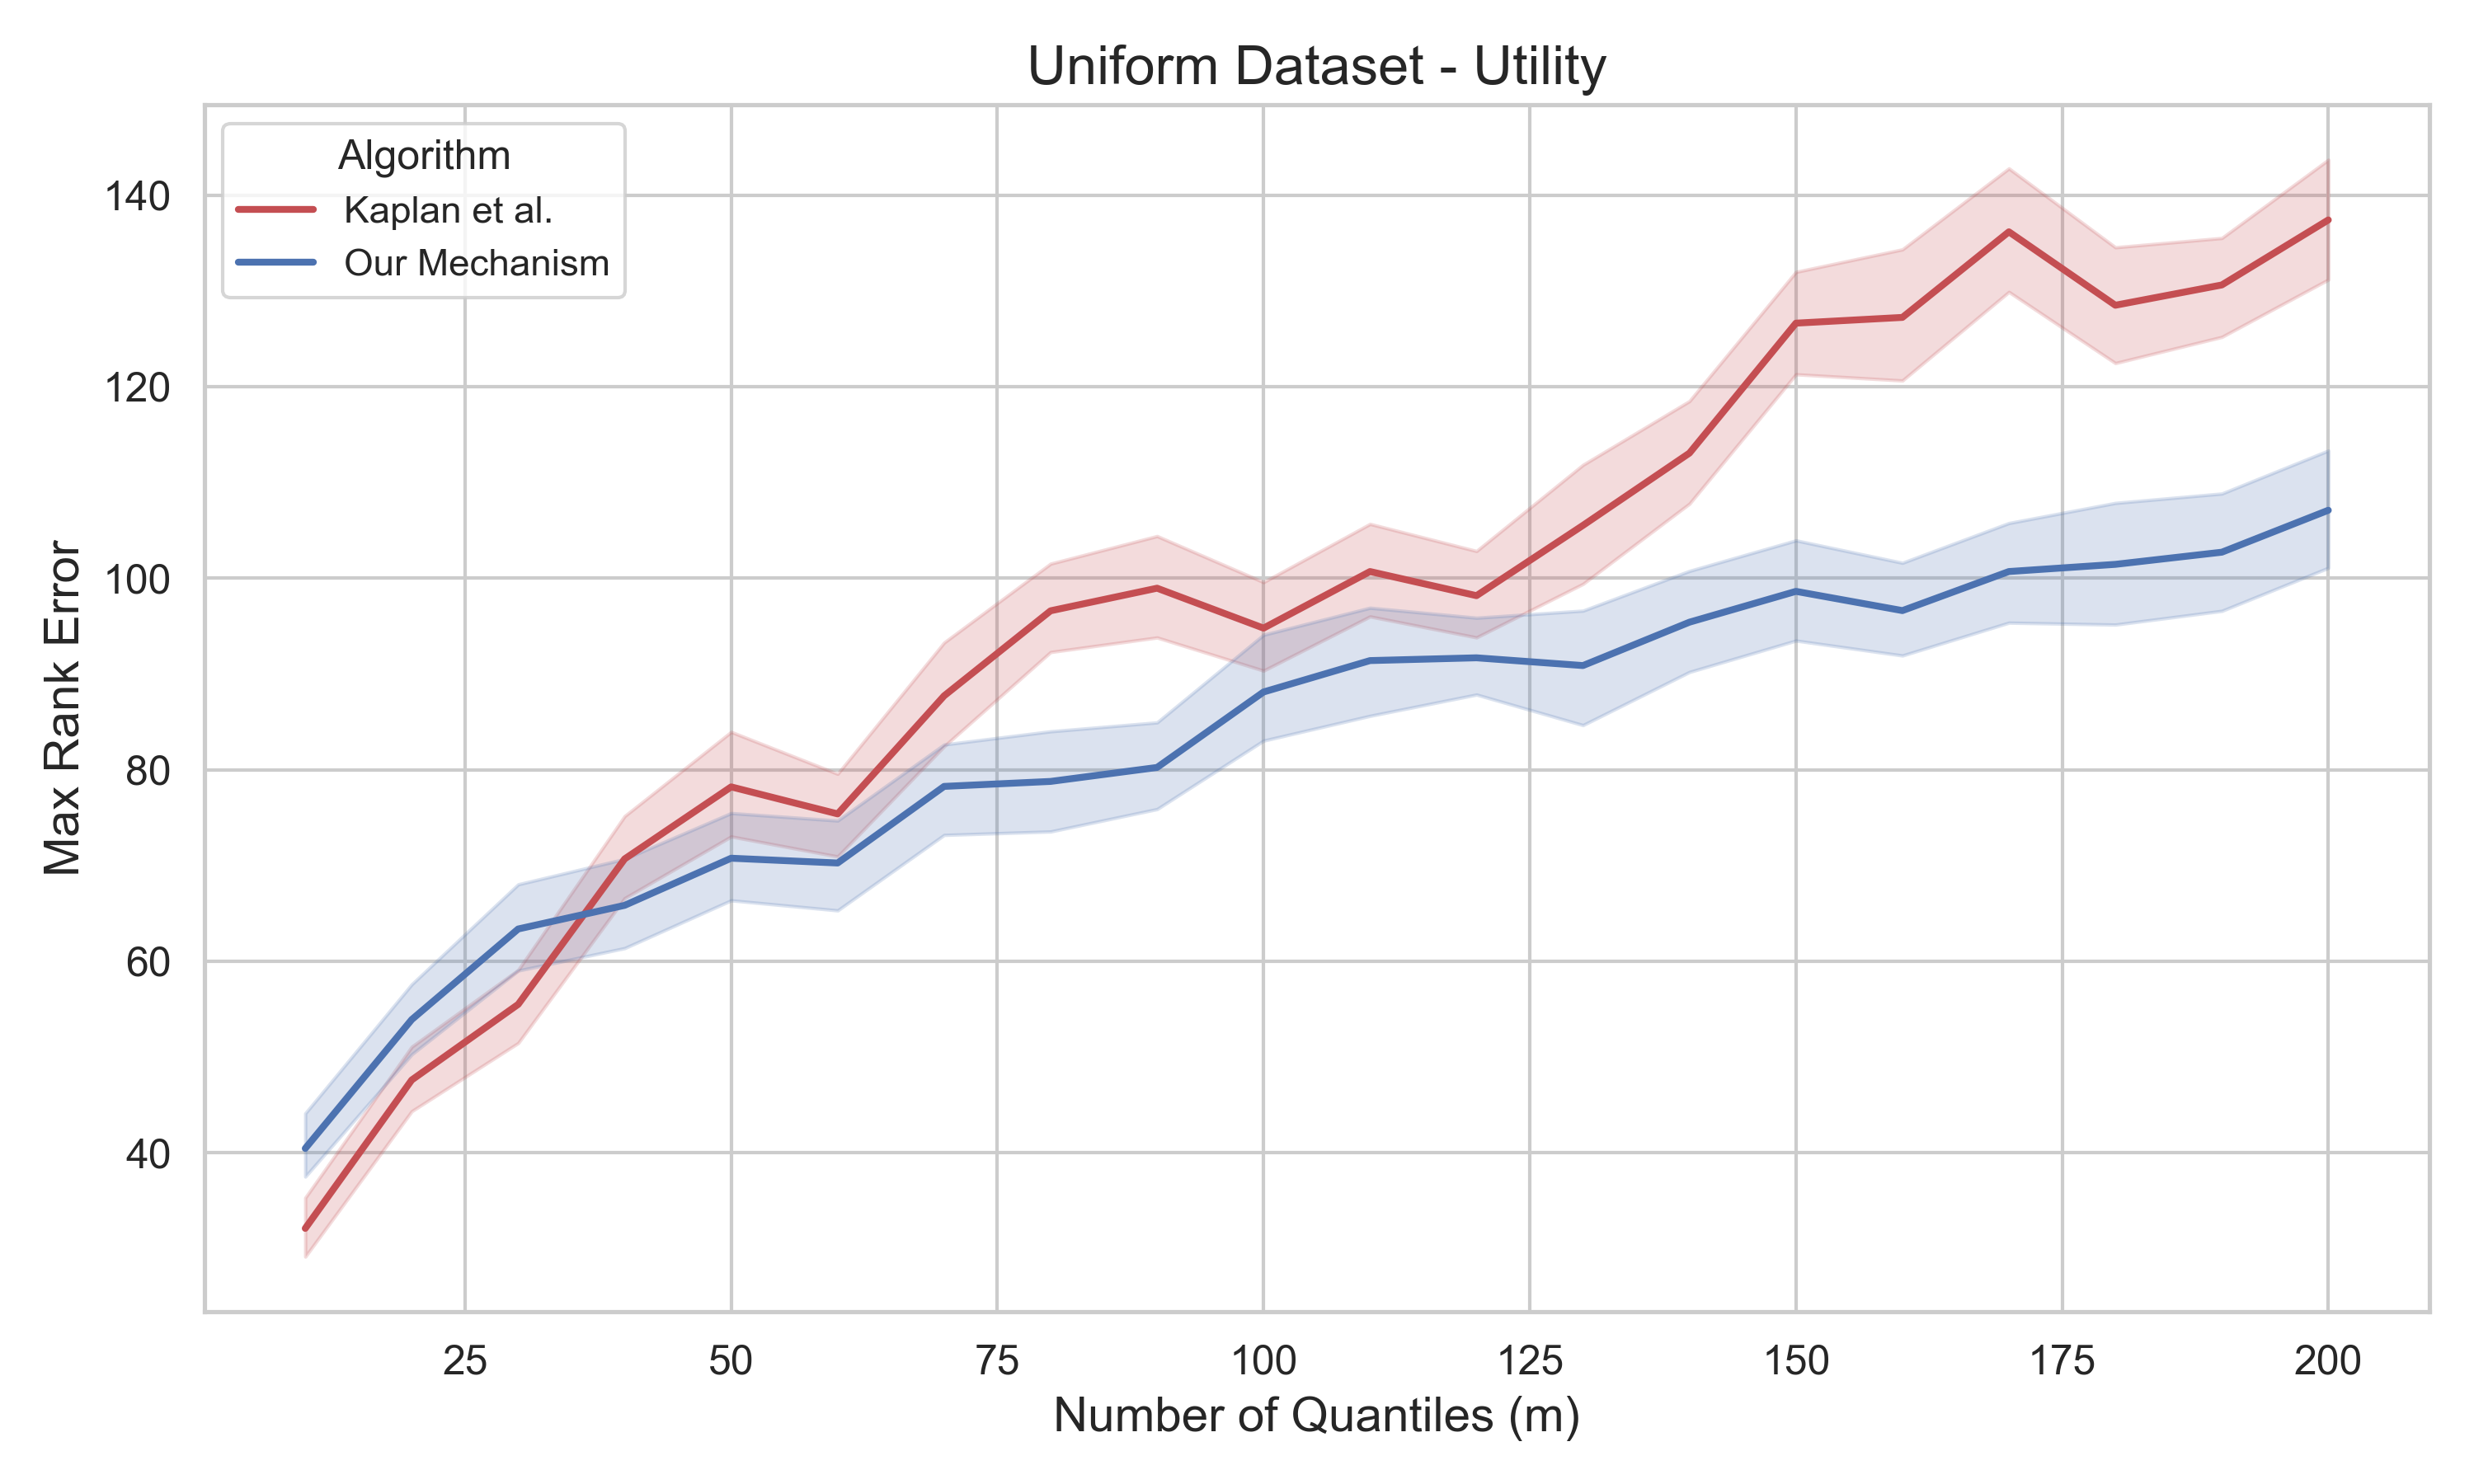 Uniform Dataset - Utility
Algorithm
Kaplan et al.
Our Mechanism
Max Rank Error
140
120
100
80
60
40
25 50 75 100 125 150 175 200
Number of Quantiles (m)